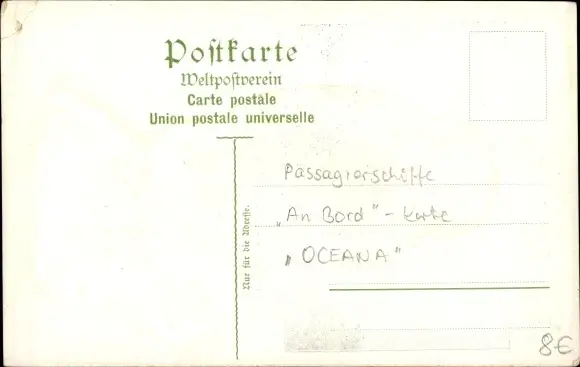 Postkarte
Weltpostverein
Carte postale
Union postale universelle
Nur für die Adresse.
Passagierschiffe
„An Bord" - Karte
„OCEANA"
8€